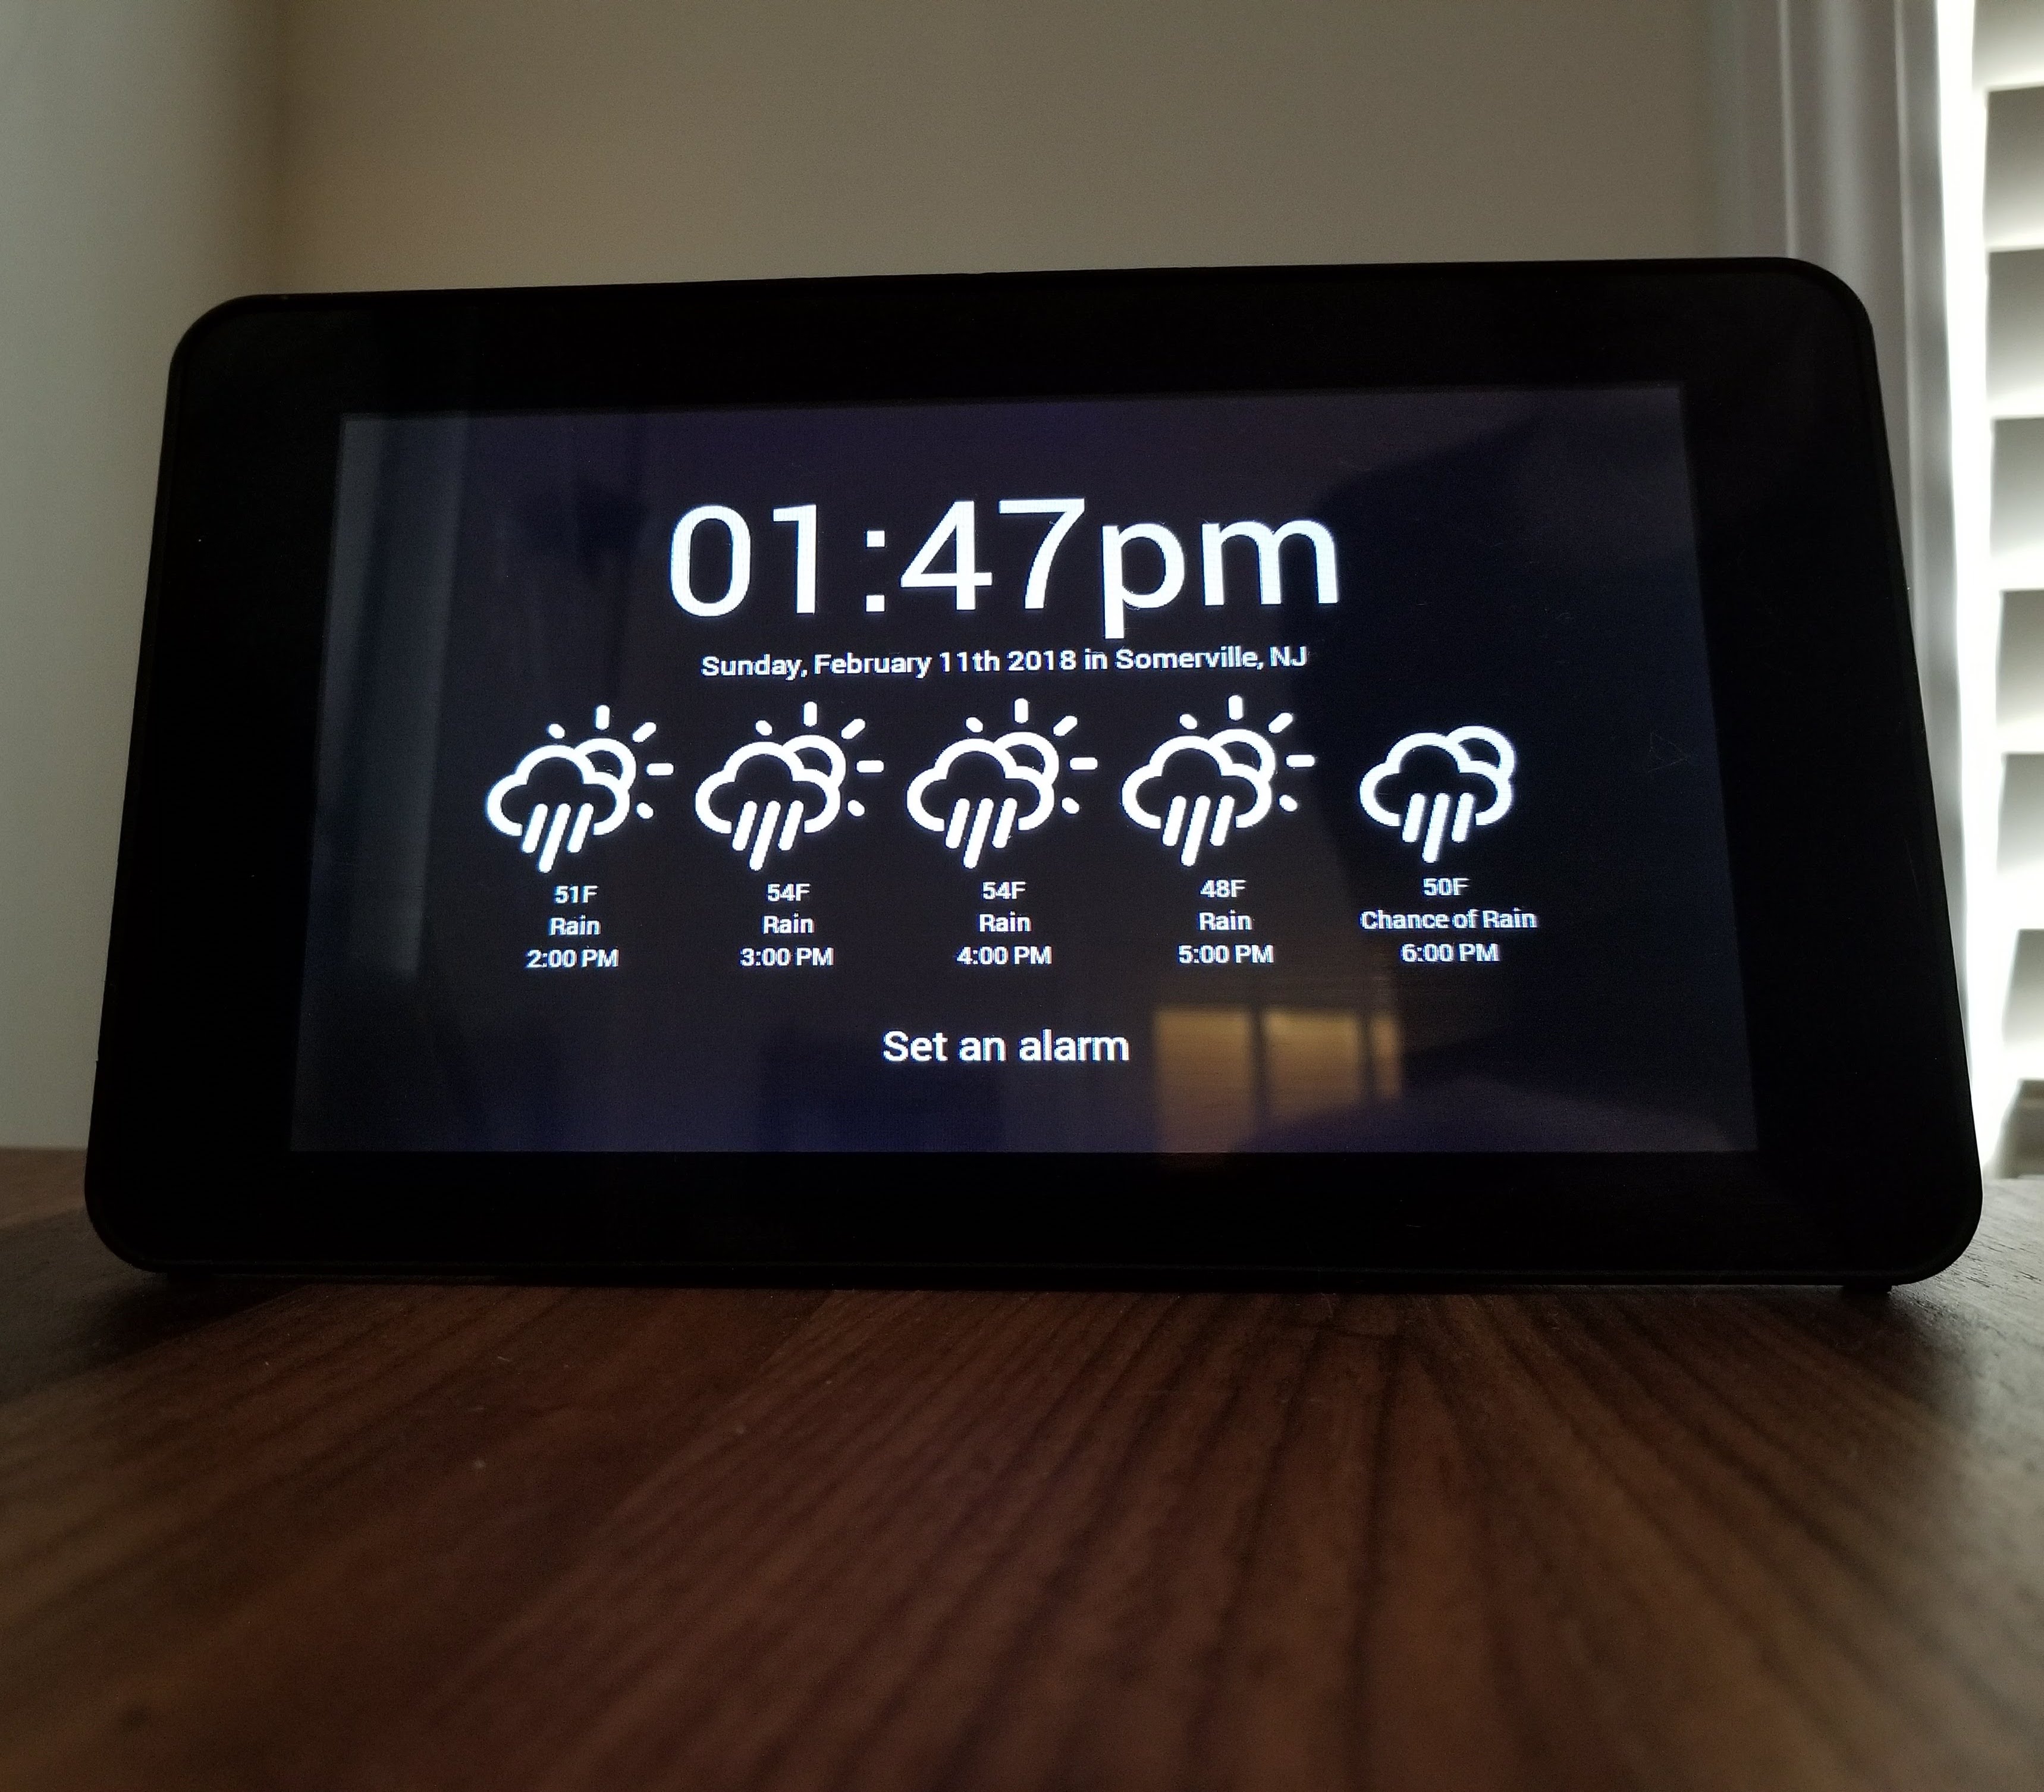 01:47pm
Sunday, February 11th 2018 in Somerville, NJ
51F
Rain
2:00 PM
54F
Rain
3:00 PM
54F
Rain
4:00 PM
48F
Rain
5:00 PM
50F
Chance of Rain
6:00 PM
Set an alarm